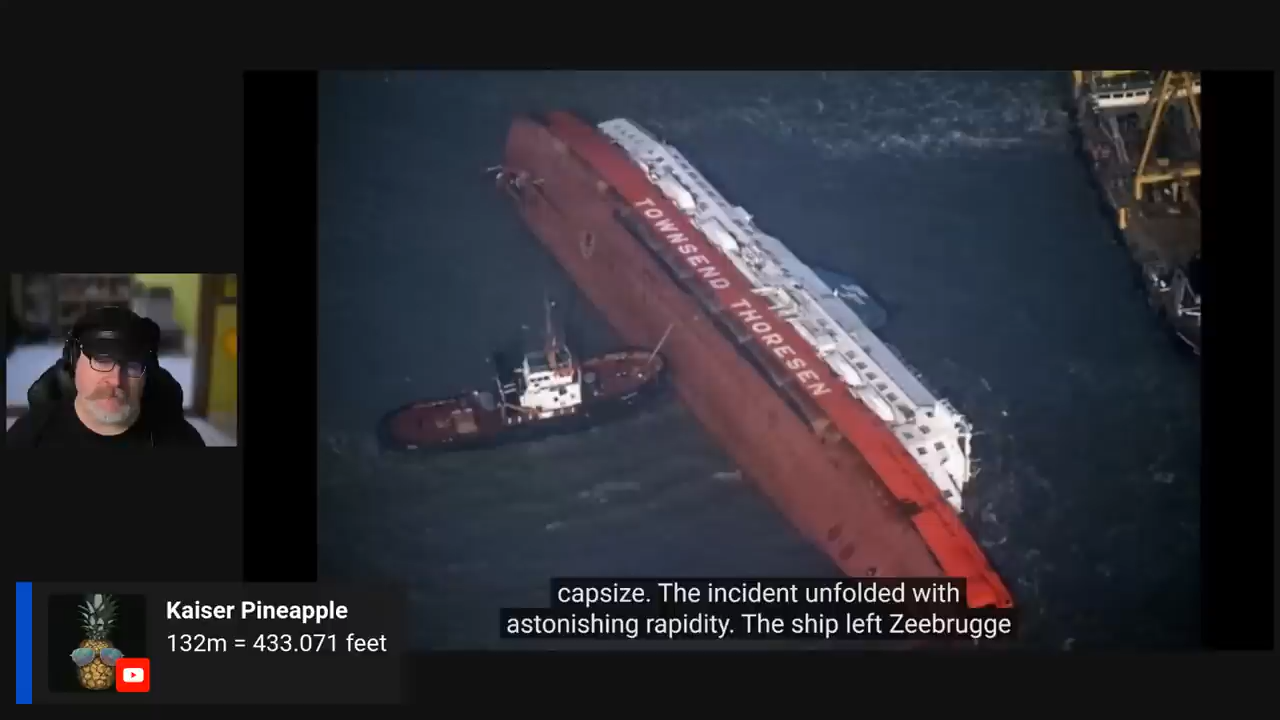 TOWNSEND THORESEN
capsize. The incident unfolded with
astonishing rapidity. The ship left Zeebrugge
Kaiser Pineapple
132m = 433.071 feet